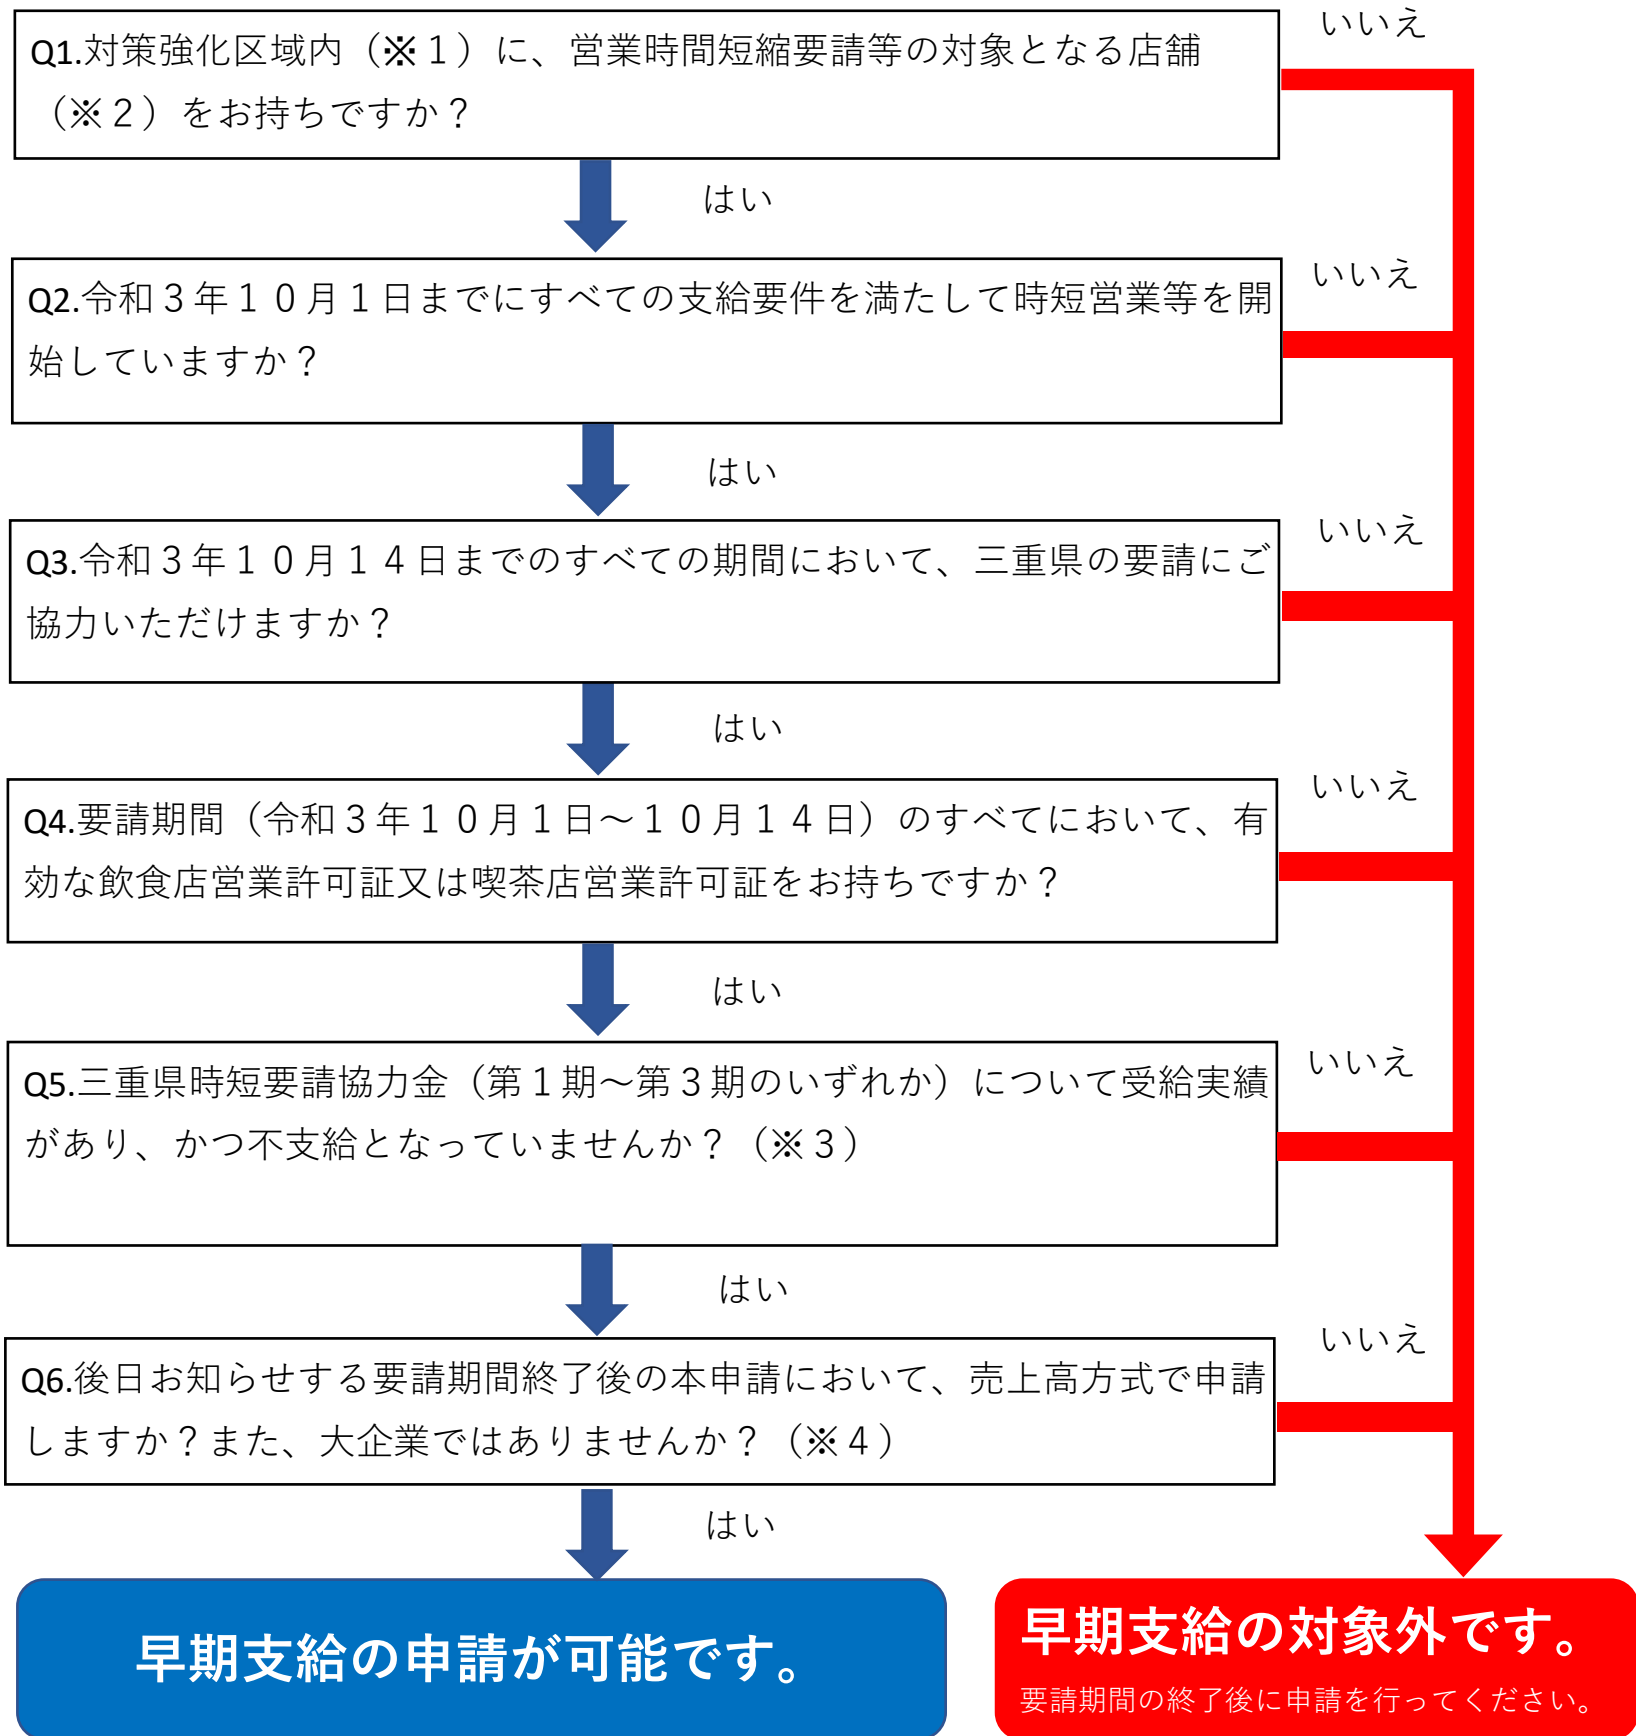 いいえ
Q1.対策強化区域内（※１）に、営業時間短縮要請等の対象となる店舗
（※２）をお持ちですか？
はい
いいえ
Q2.令和３年１０月１日までにすべての支給要件を満たして時短営業等を開
始していますか？
はい
いいえ
Q3.令和３年１０月１４日までのすべての期間において、三重県の要請にご
協力いただけますか？
はい
いいえ
Q4.要請期間（令和３年１０月１日～１０月１４日）のすべてにおいて、有
効な飲食店営業許可証又は喫茶店営業許可証をお持ちですか？
はい
いいえ
Q5.三重県時短要請協力金（第１期～第３期のいずれか）について受給実績
があり、かつ不支給となっていませんか？（※３）
はい
いいえ
Q6.後日お知らせする要請期間終了後の本申請において、売上高方式で申請
しますか？また、大企業ではありませんか？（※４）
はい
早期支給の申請が可能です。
早期支給の対象外です。
要請期間の終了後に申請を行ってください。